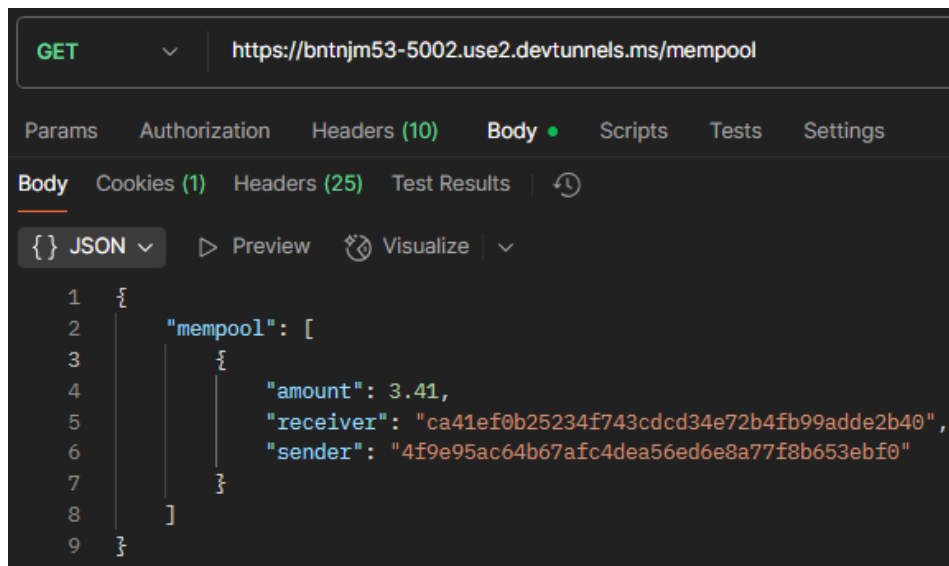 GET https://bntnjm53-5002.use2.devtunnels.ms/mempool
Params Authorization Headers (10) Body Scripts Tests Settings
Body Cookies (1) Headers (25) Test Results
{} JSON Preview Visualize
1 {
2 "mempool": [
3 {
4 "amount": 3.41,
5 "receiver": "ca41ef0b25234f743cdcd34e72b4fb99adde2b40",
6 "sender": "4f9e95ac64b67afc4dea56ed6e8a77f8b653ebf0"
7 }
8 ]
9 }